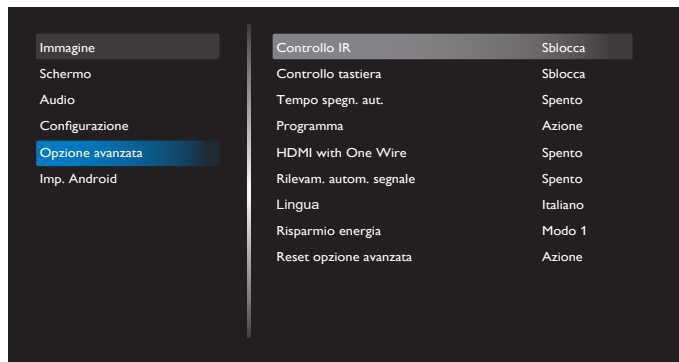 Immagine
Schermo
Audio
Configurazione
Opzione avanzata
Imp. Android
Controllo IR Sblocca
Controllo tastiera Sblocca
Tempo spegn. aut. Spento
Programma Azione
HDMI with One Wire Spento
Rilevam. autom. segnale Spento
Lingua Italiano
Risparmio energia Modo 1
Reset opzione avanzata Azione